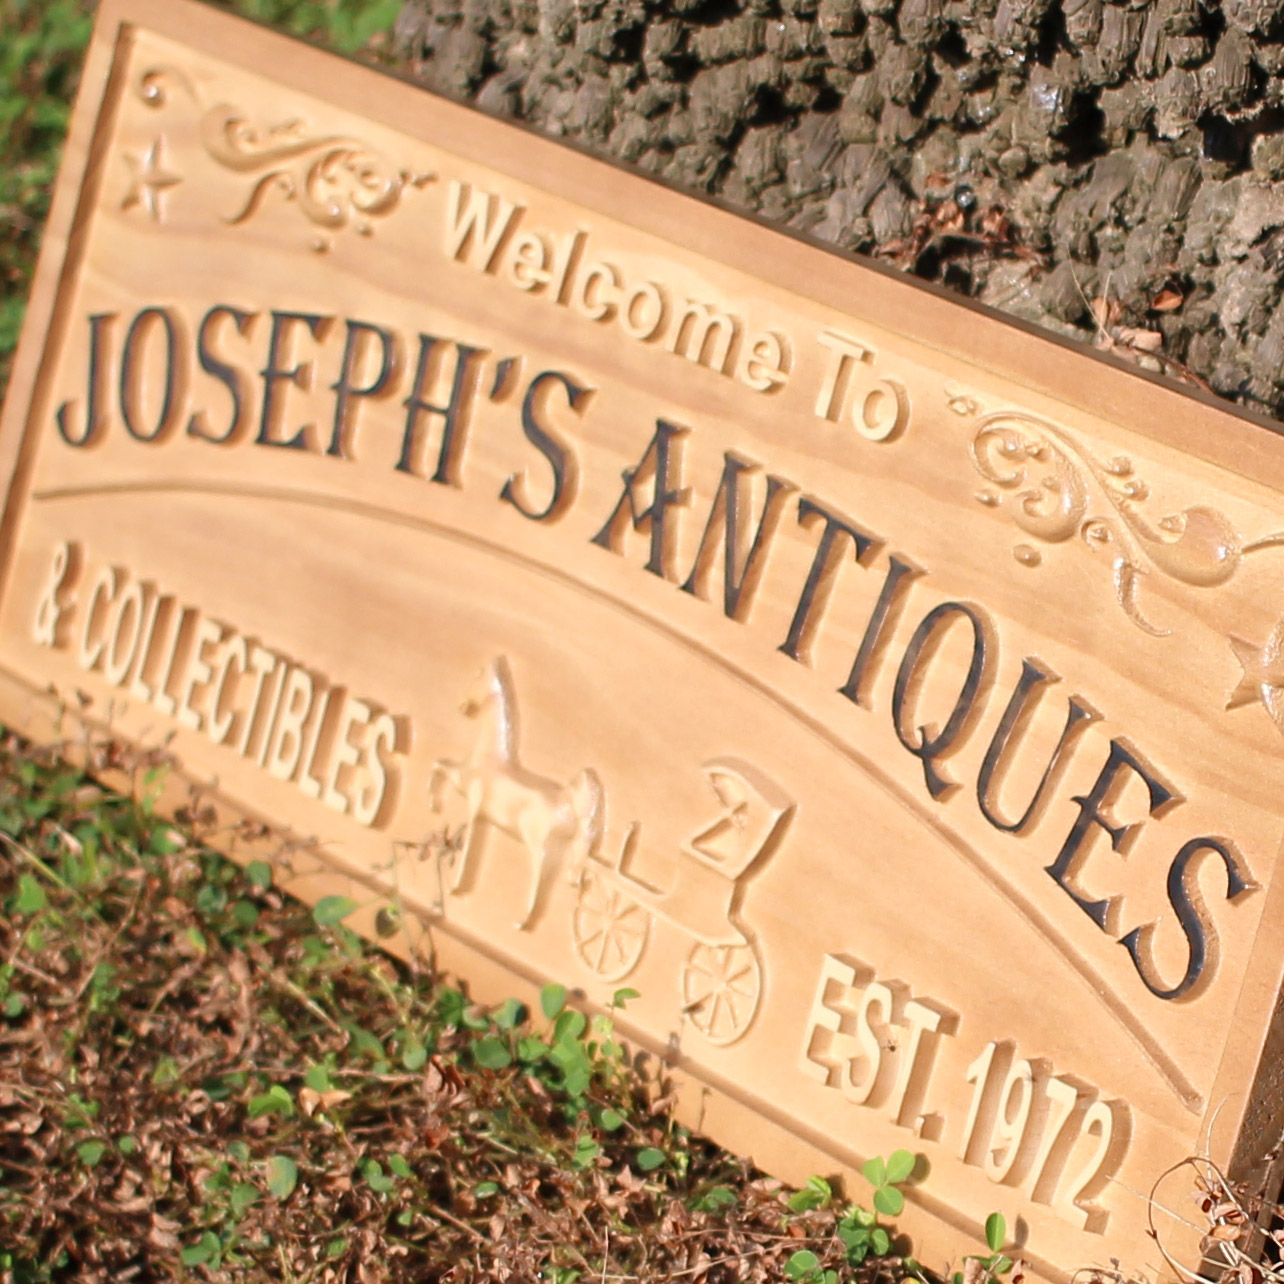 Welcome To
JOSEPH'S ANTIQUES
& COLLECTIBLES
EST. 1972